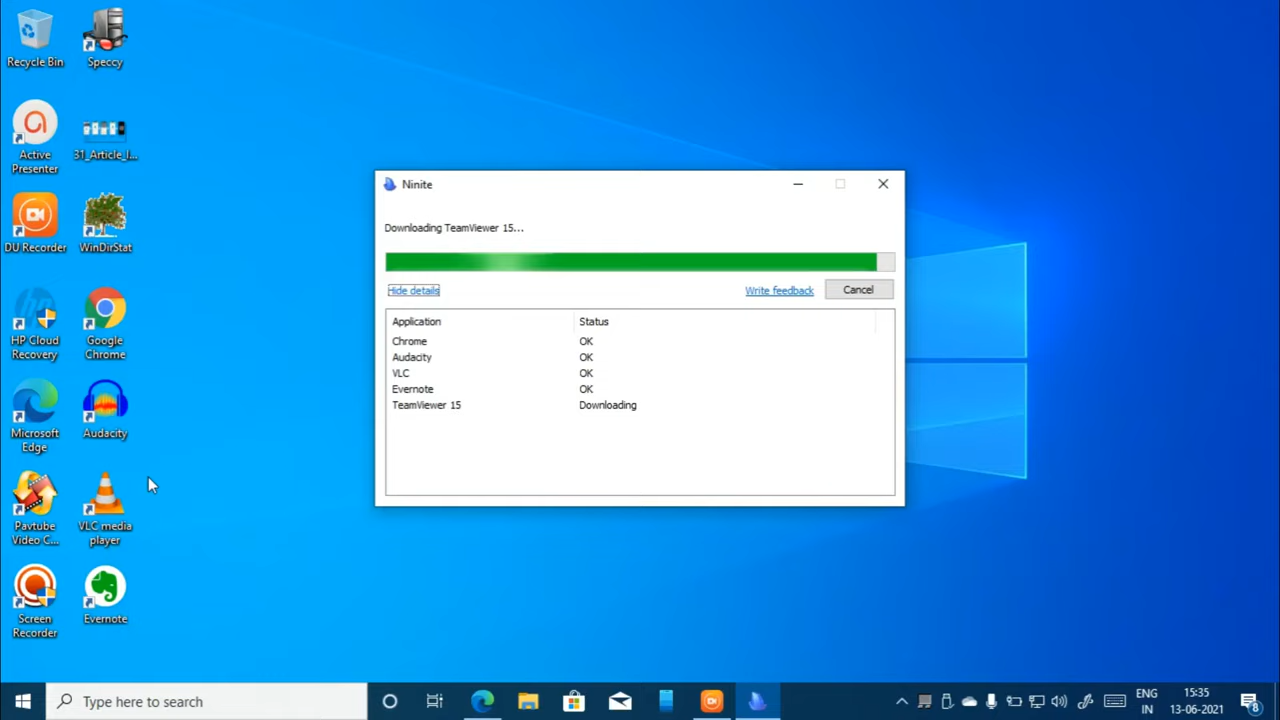 Recycle Bin
Speccy
Active
Presenter
31_Article_I...
DU Recorder
WinDirStat
HP Cloud
Recovery
Google
Chrome
Microsoft
Edge
Audacity
Pavtube
Video C...
VLC media
player
Screen
Recorder
Evernote
Ninite
Downloading TeamViewer 15...
Hide details
Write feedback
Cancel
Application Status
Chrome OK
Audacity OK
VLC OK
Evernote OK
TeamViewer 15 Downloading
Type here to search
ENG
IN
15:35
13-06-2021
8